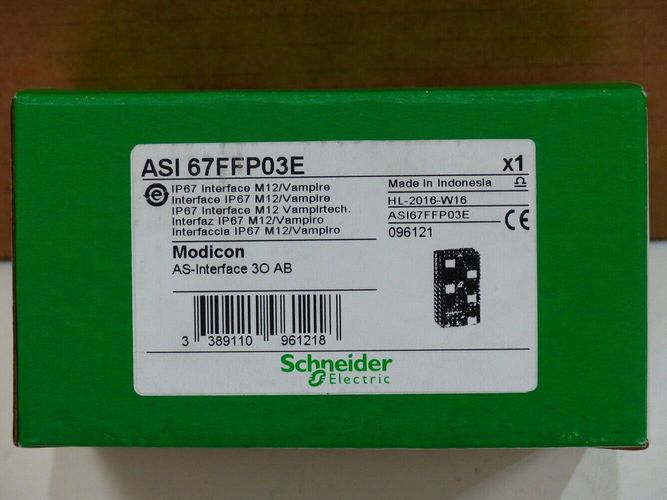 ASI 67FFP03E x1
IP67 Interface M12/Vampire
Interface IP67 M12/Vampire
IP67 Interface M12 Vampirtech.
Interfaz IP67 M12/Vampiro
Interfaccia IP67 M12/Vampiro
Made in Indonesia
HL-2016-W16
ASI67FFP03E
096121
CE
Modicon
AS-Interface 3O AB
3 389110 961218
Schneider
Electric